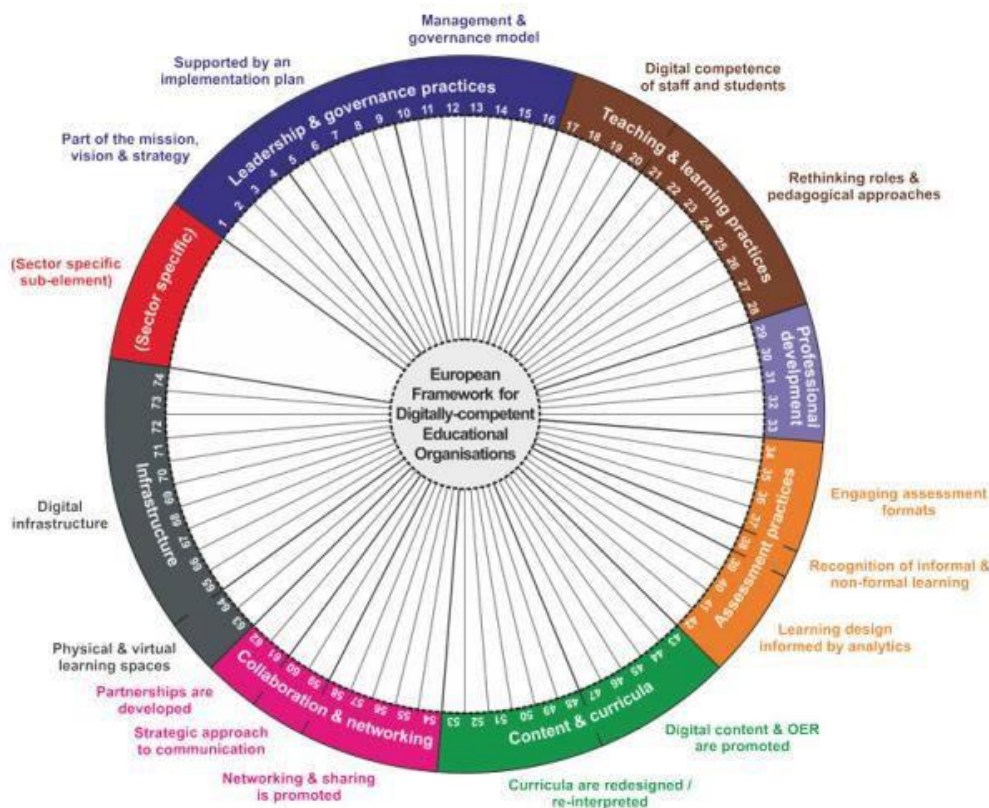 Management &
governance model
Supported by an
implementation plan
Part of the mission,
vision & strategy
Leadership & governance practices
1 2 3 4 5 6 7 8 9 10 11 12 13 14 15 16
Digital competence
of staff and students
Rethinking roles &
pedagogical approaches
Teaching & learning practices
17 18 19 20 21 22 23 24 25 26 27 28
Professional
develpment
29 30 31 32 33
Engaging assessment
formats
Recognition of informal &
non-formal learning
Learning design
informed by analytics
Assessment practices
34 35 36 37 38 39 40 41 42
Digital content & OER
are promoted
Curricula are redesigned /
re-interpreted
Content & curricula
43 44 45 46 47 48 49 50 51 52 53
Networking & sharing
is promoted
Strategic approach
to communication
Partnerships are
developed
Collaboration & networking
54 55 56 57 58 59 60 61 62
Physical & virtual
learning spaces
Digital
infrastructure
Infrastructure
63 64 65 66 67 68 69 70 71 72 73 74
(Sector specific
sub-element)
(Sector specific)
European
Framework for
Digitally-competent
Educational
Organisations